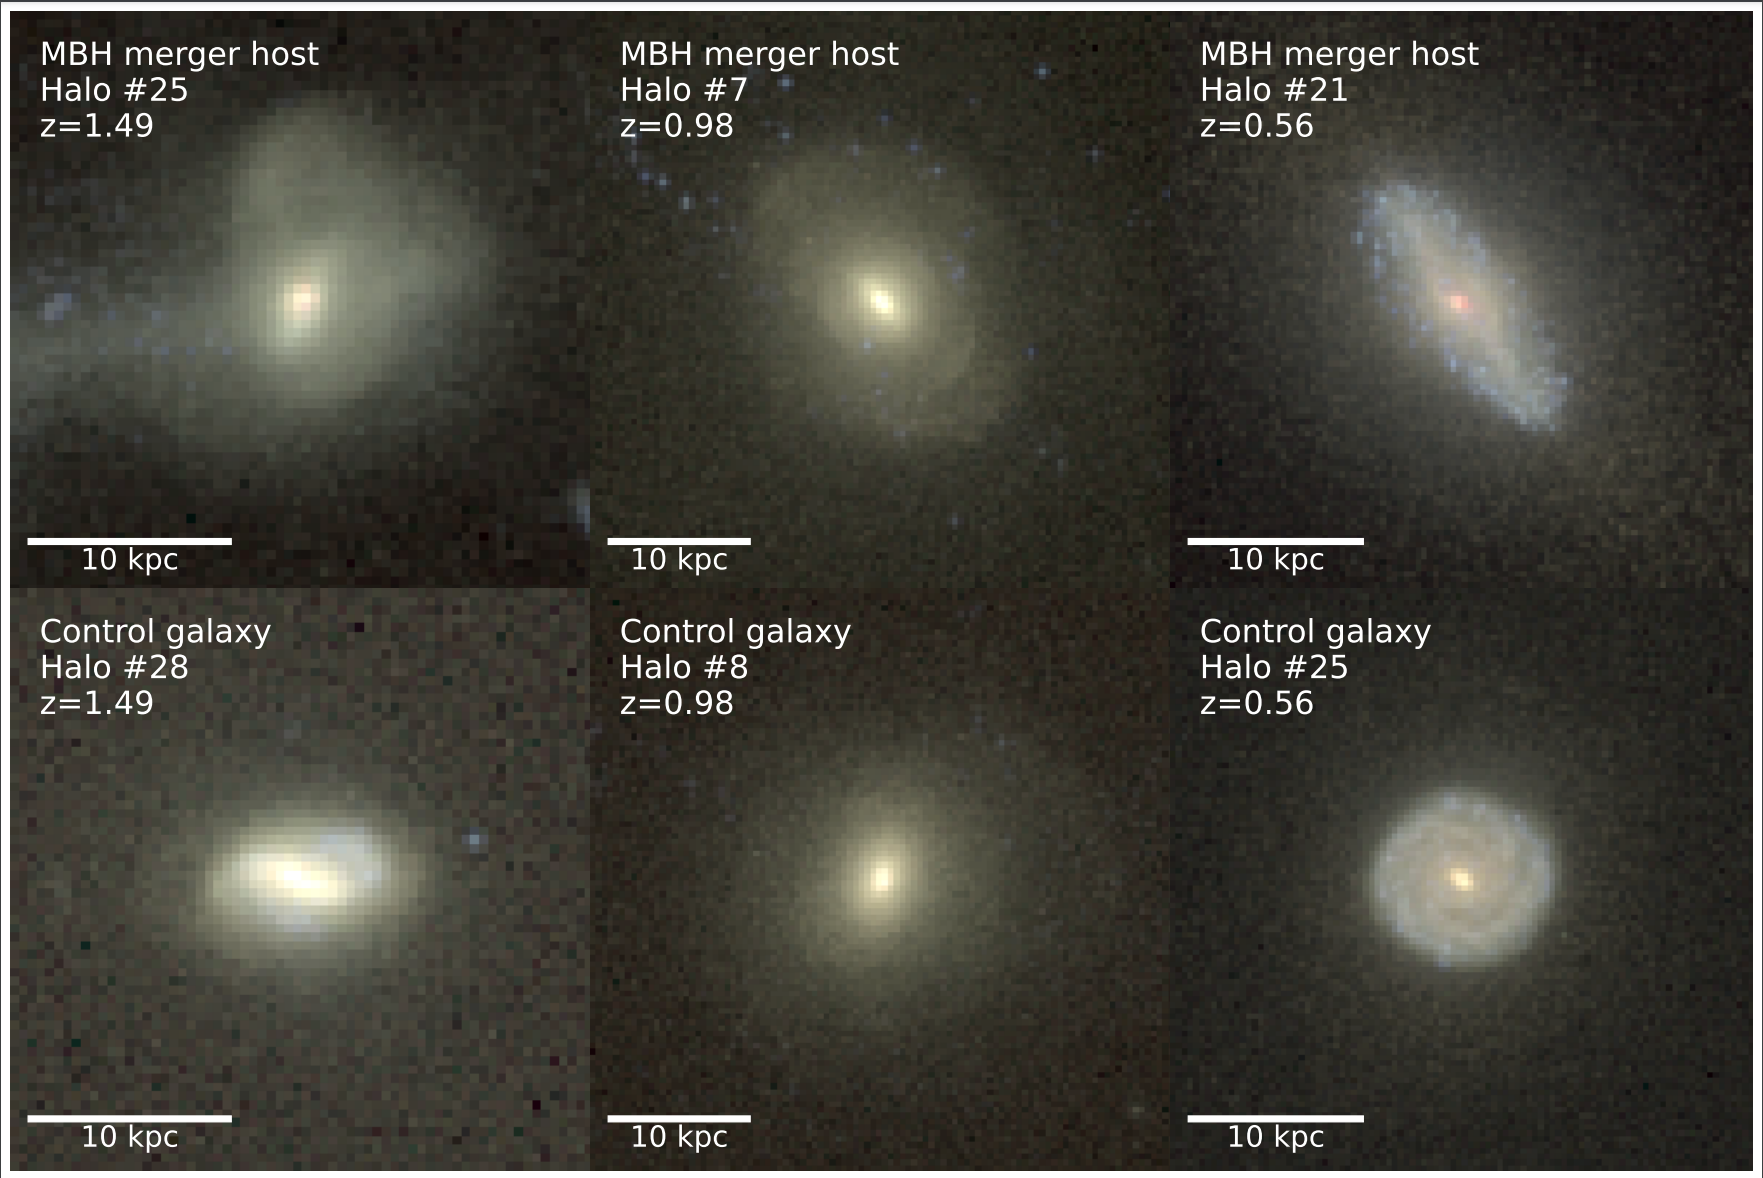 MBH merger host
Halo #25
z=1.49
10 kpc
MBH merger host
Halo #7
z=0.98
10 kpc
MBH merger host
Halo #21
z=0.56
10 kpc
Control galaxy
Halo #28
z=1.49
10 kpc
Control galaxy
Halo #8
z=0.98
10 kpc
Control galaxy
Halo #25
z=0.56
10 kpc